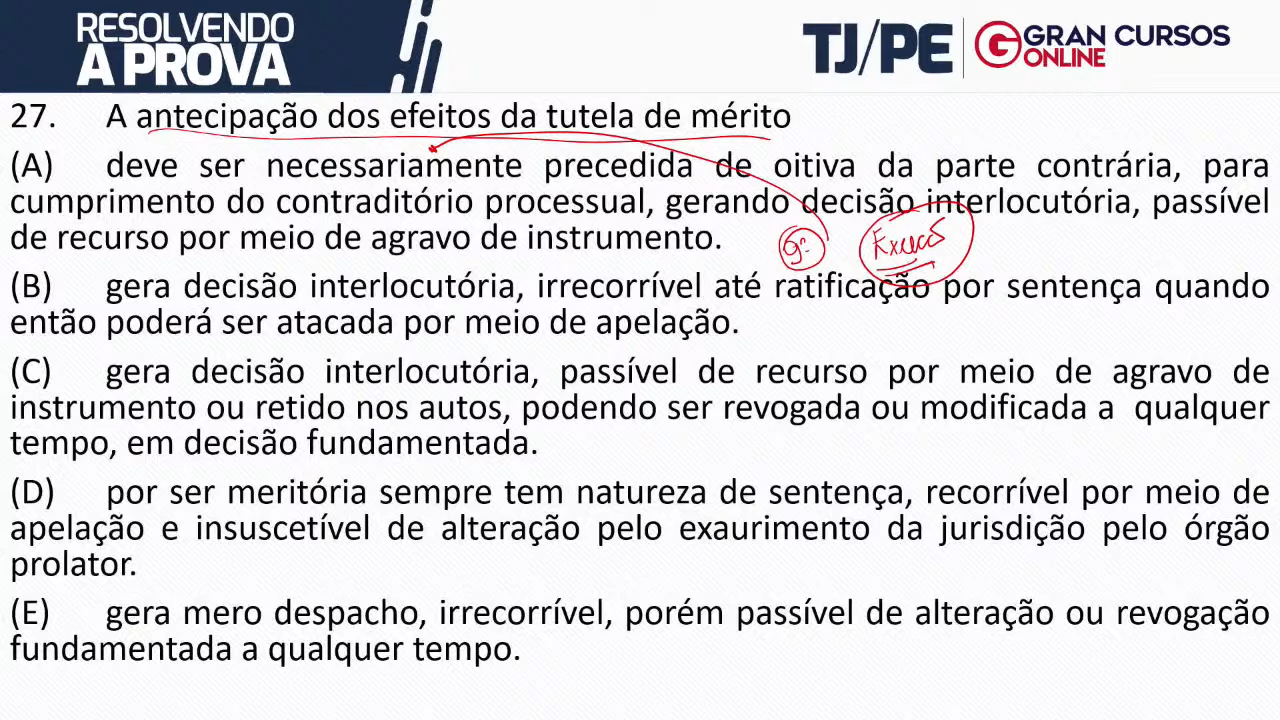 RESOLVENDO
A PROVA
TJ/PE
GRAN CURSOS
ONLINE
27. A antecipação dos efeitos da tutela de mérito
(A) deve ser necessariamente precedida de oitiva da parte contrária, para
cumprimento do contraditório processual, gerando decisão interlocutória, passível
de recurso por meio de agravo de instrumento.
9º
(B) gera decisão interlocutória, irrecorrível até ratificação por sentença quando
então poderá ser atacada por meio de apelação.
(C) gera decisão interlocutória, passível de recurso por meio de agravo de
instrumento ou retido nos autos, podendo ser revogada ou modificada a qualquer
tempo, em decisão fundamentada.
(D) por ser meritória sempre tem natureza de sentença, recorrível por meio de
apelação e insuscetível de alteração pelo exaurimento da jurisdição pelo órgão
prolator.
(E) gera mero despacho, irrecorrível, porém passível de alteração ou revogação
fundamentada a qualquer tempo.